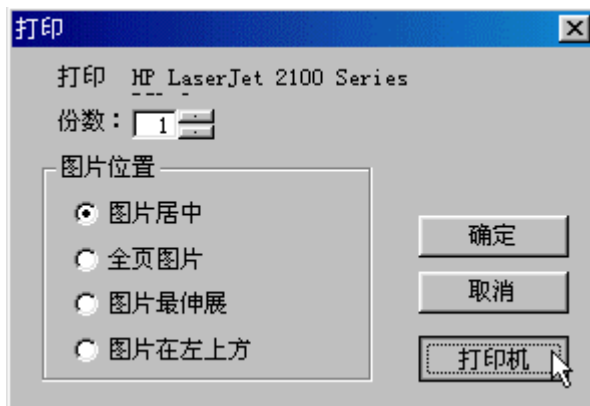 打印
打印 HP LaserJet 2100 Series
份数： 1
图片位置
图片居中
全页图片
图片最伸展
图片在左上方
确定
取消
打印机